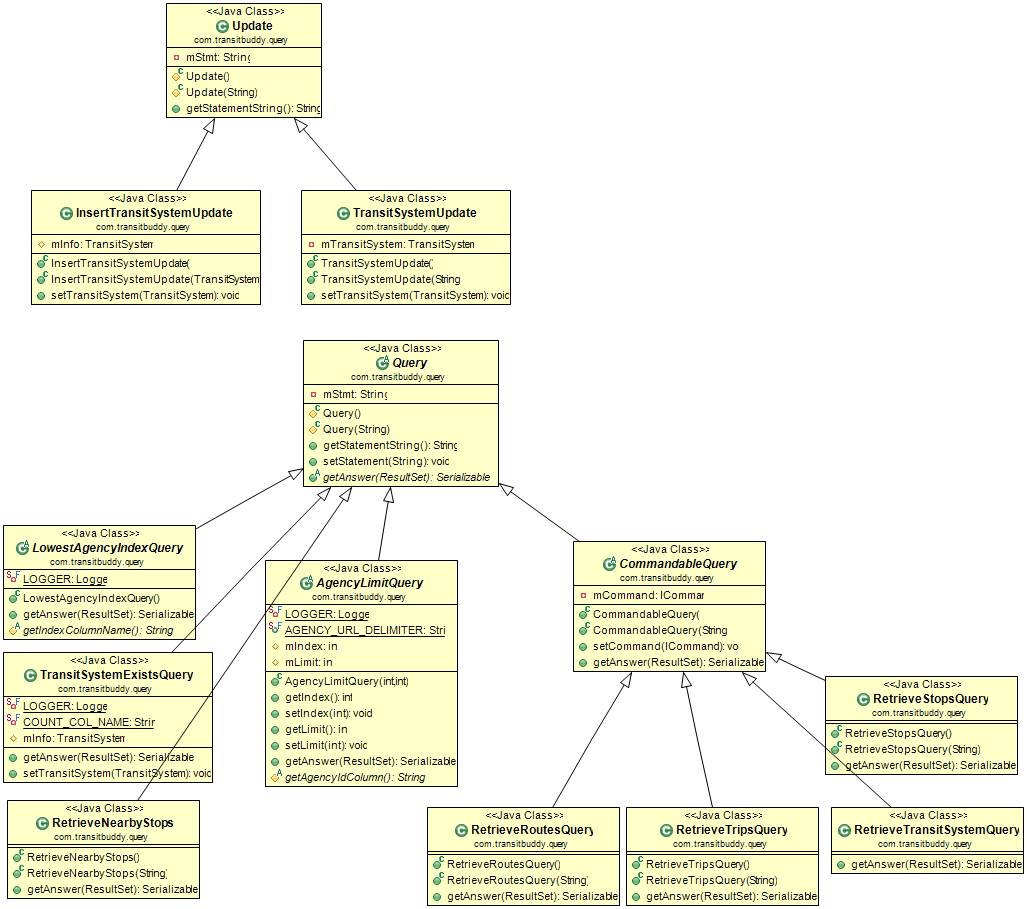 <<Java Class>>
Update
com.transitbuddy.query
mStmt: String
Update()
Update(String)
getStatementString(): String
<<Java Class>>
InsertTransitSystemUpdate
com.transitbuddy.query
mInfo: TransitSystem
InsertTransitSystemUpdate(
InsertTransitSystemUpdate(TransitSystem
setTransitSystem(TransitSystem): void
<<Java Class>>
TransitSystemUpdate
com.transitbuddy.query
mTransitSystem: TransitSystem
TransitSystemUpdate()
TransitSystemUpdate(String
setTransitSystem(TransitSystem): void
<<Java Class>>
Query
com.transitbuddy.query
mStmt: String
Query()
Query(String)
getStatementString(): String
setStatement(String): void
getAnswer(ResultSet): Serializable
<<Java Class>>
LowestAgencyIndexQuery
com.transitbuddy.query
LOGGER: Logge
LowestAgencyIndexQuery()
getAnswer(ResultSet): Serializable
getIndexColumnName(): String
<<Java Class>>
TransitSystemExistsQuery
com.transitbuddy.query
LOGGER: Logge
COUNT_COL_NAME: Strir
mInfo: TransitSystem
getAnswer(ResultSet): Serializable
setTransitSystem(TransitSystem): void
<<Java Class>>
RetrieveNearbyStops
com.transitbuddy.query
RetrieveNearbyStops()
RetrieveNearbyStops(String)
getAnswer(ResultSet): Serializable
<<Java Class>>
AgencyLimitQuery
com.transitbuddy.query
LOGGER: Logge
AGENCY_URL_DELIMITER: Stri
mIndex: in
mLimit: in
AgencyLimitQuery(int,int)
getIndex(): int
setIndex(int): void
getLimit(): in
setLimit(int): void
getAnswer(ResultSet): Serializable
getAgencyIdColumn(): String
<<Java Class>>
CommandableQuery
com.transitbuddy.query
mCommand: ICommar
CommandableQuery(
CommandableQuery(String
setCommand(ICommand): vo
getAnswer(ResultSet): Serializable
<<Java Class>>
RetrieveStopsQuery
com.transitbuddy.query
RetrieveStopsQuery()
RetrieveStopsQuery(String)
getAnswer(ResultSet): Serializable
<<Java Class>>
RetrieveRoutesQuery
com.transitbuddy.query
RetrieveRoutesQuery()
RetrieveRoutesQuery(String)
getAnswer(ResultSet): Serializable
<<Java Class>>
RetrieveTripsQuery
com.transitbuddy.query
RetrieveTripsQuery()
RetrieveTripsQuery(String)
getAnswer(ResultSet): Serializable
<<Java Class>>
RetrieveTransitSystemQuery
com.transitbuddy.query
getAnswer(ResultSet): Serializable